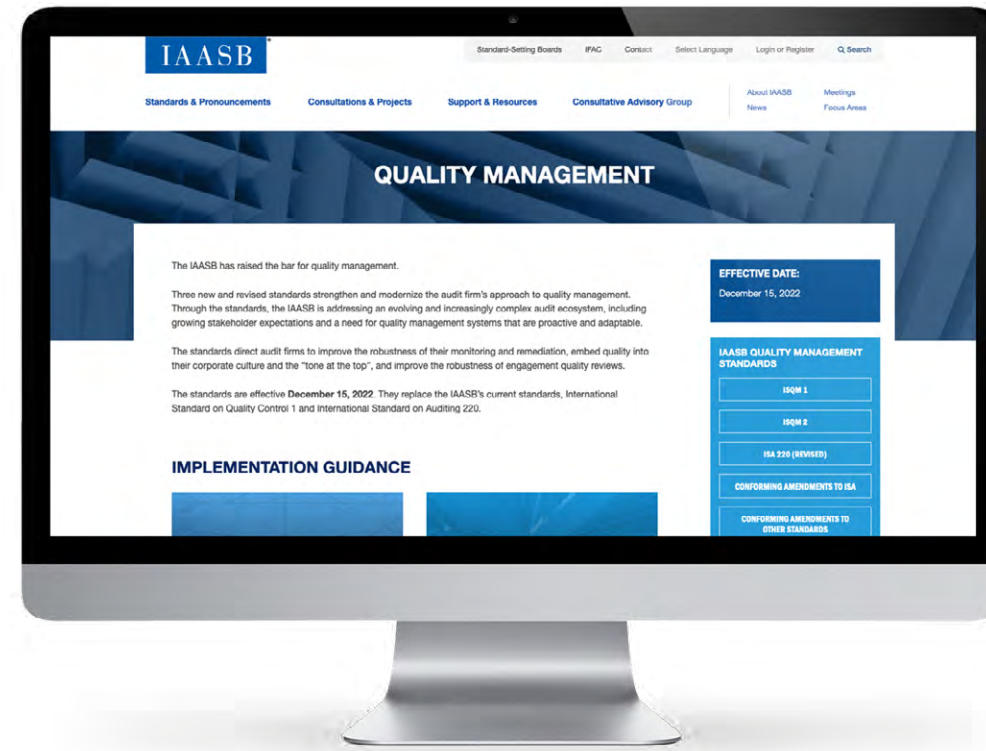 IAASB
Standard-Setting Boards IFAC Contact Select Language Login or Register Search
Standards & Pronouncements Consultations & Projects Support & Resources Consultative Advisory Group
About IAASB Meetings
News Focus Areas
QUALITY MANAGEMENT
The IAASB has raised the bar for quality management.
Three new and revised standards strengthen and modernize the audit firm's approach to quality management.
Through the standards, the IAASB is addressing an evolving and increasingly complex audit ecosystem, including
growing stakeholder expectations and a need for quality management systems that are proactive and adaptable.
The standards direct audit firms to improve the robustness of their monitoring and remediation, embed quality into
their corporate culture and the "tone at the top", and improve the robustness of engagement quality reviews.
The standards are effective December 15, 2022. They replace the IAASB's current standards, International
Standard on Quality Control 1 and International Standard on Auditing 220.
IMPLEMENTATION GUIDANCE
EFFECTIVE DATE:
December 15, 2022
IAASB QUALITY MANAGEMENT
STANDARDS
ISQM 1
ISQM 2
ISA 220 (REVISED)
CONFORMING AMENDMENTS TO ISA
CONFORMING AMENDMENTS TO
OTHER STANDARDS